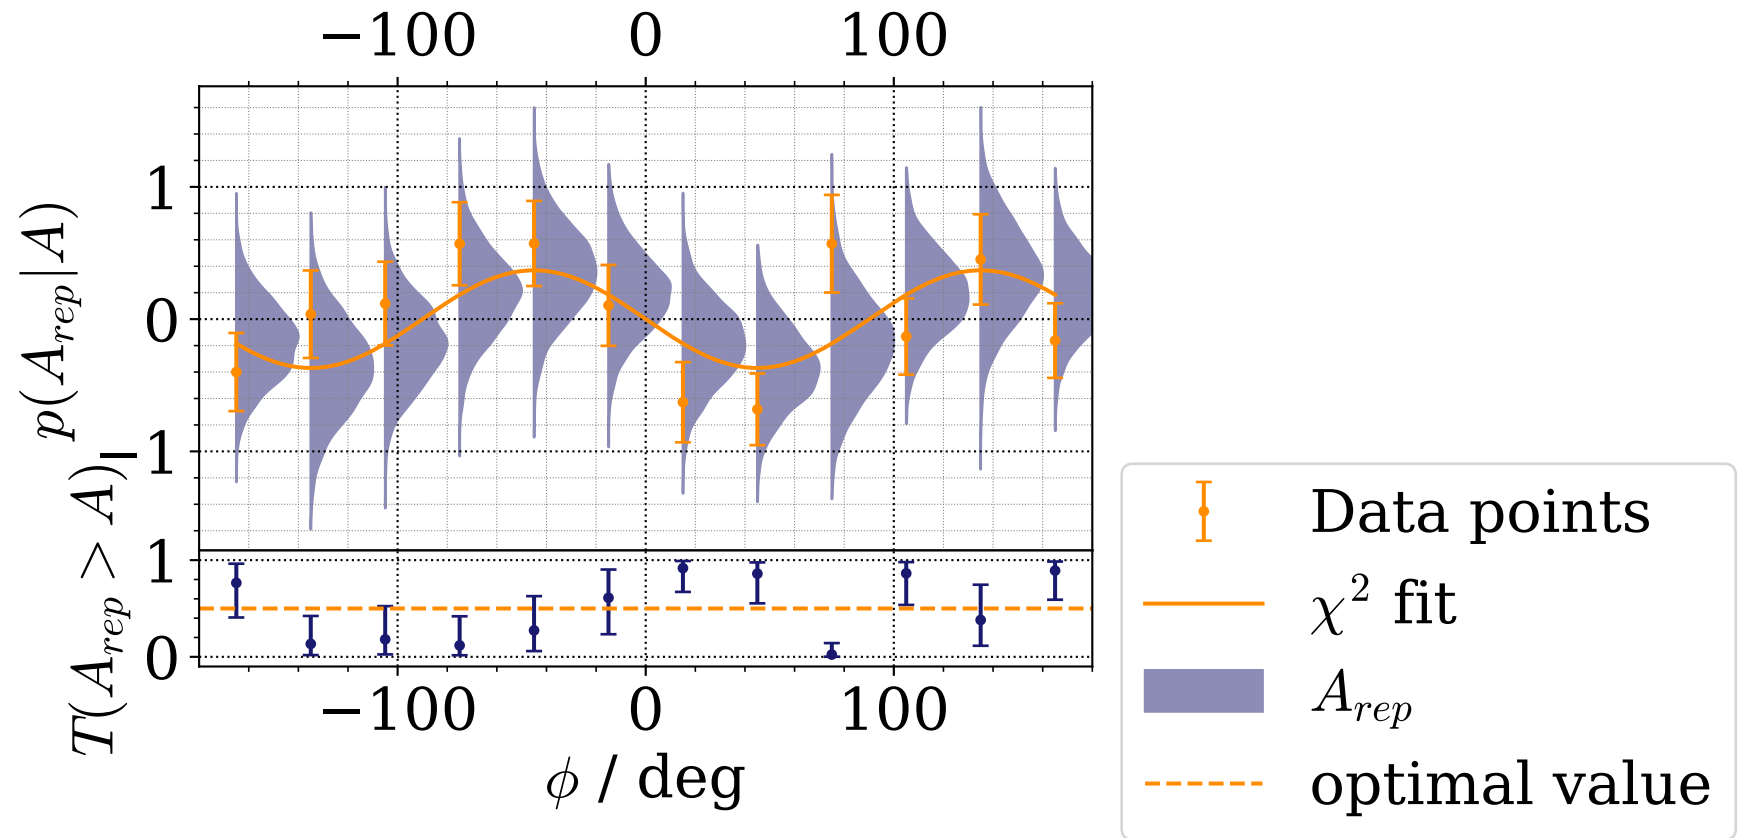 −100 0 100
p(A_rep|A)
1
0
−1
T(A_rep > A)
1
0
−100 0 100
ϕ / deg
Data points
χ² fit
A_rep
optimal value